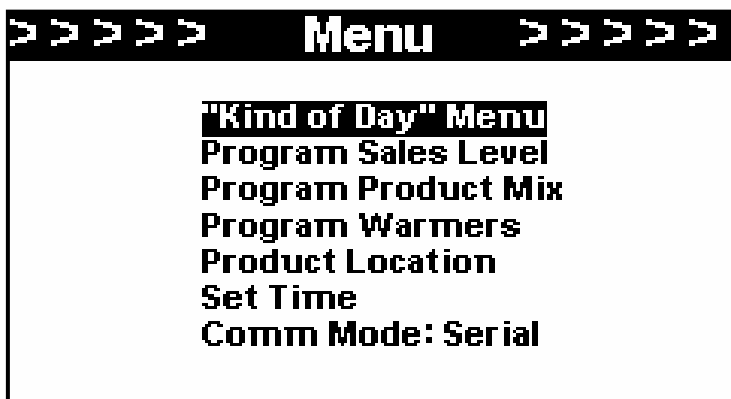 >>>>> Menu >>>>>
"Kind of Day" Menu
Program Sales Level
Program Product Mix
Program Warmers
Product Location
Set Time
Comm Mode: Serial